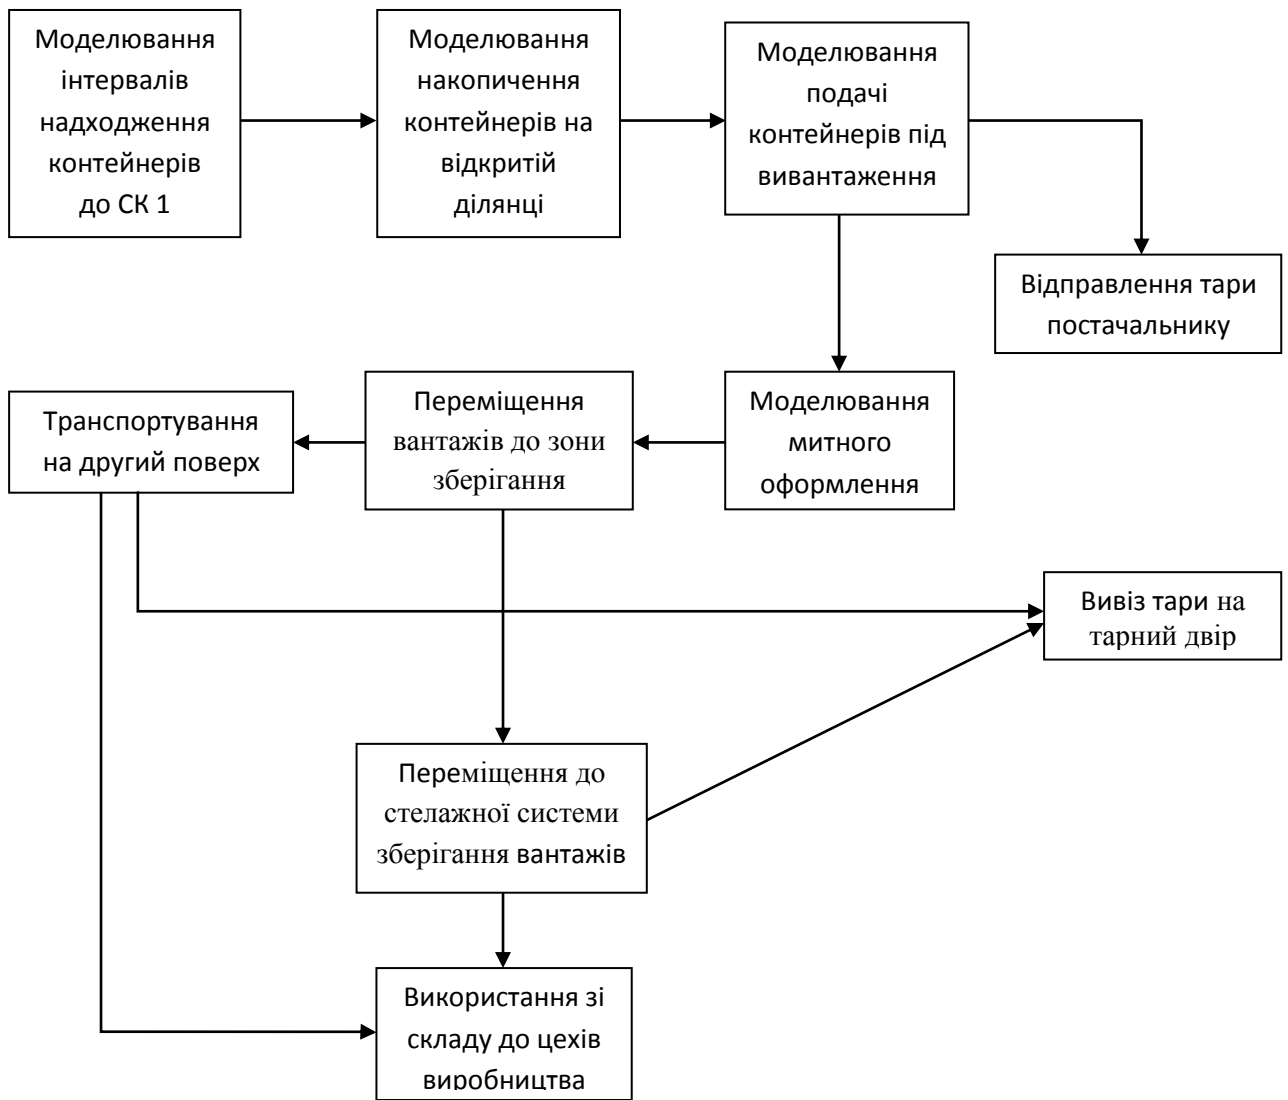 Моделювання
інтервалів
надходження
контейнерів
до СК 1
Моделювання
накопичення
контейнерів на
відкритій
ділянці
Моделювання
подачі
контейнерів під
вивантаження
Відправлення тари
постачальнику
Транспортування
на другий поверх
Переміщення
вантажів до зони
зберігання
Моделювання
митного
оформлення
Вивіз тари на
тарний двір
Переміщення до
стелажної системи
зберігання вантажів
Використання зі
складу до цехів
виробництва